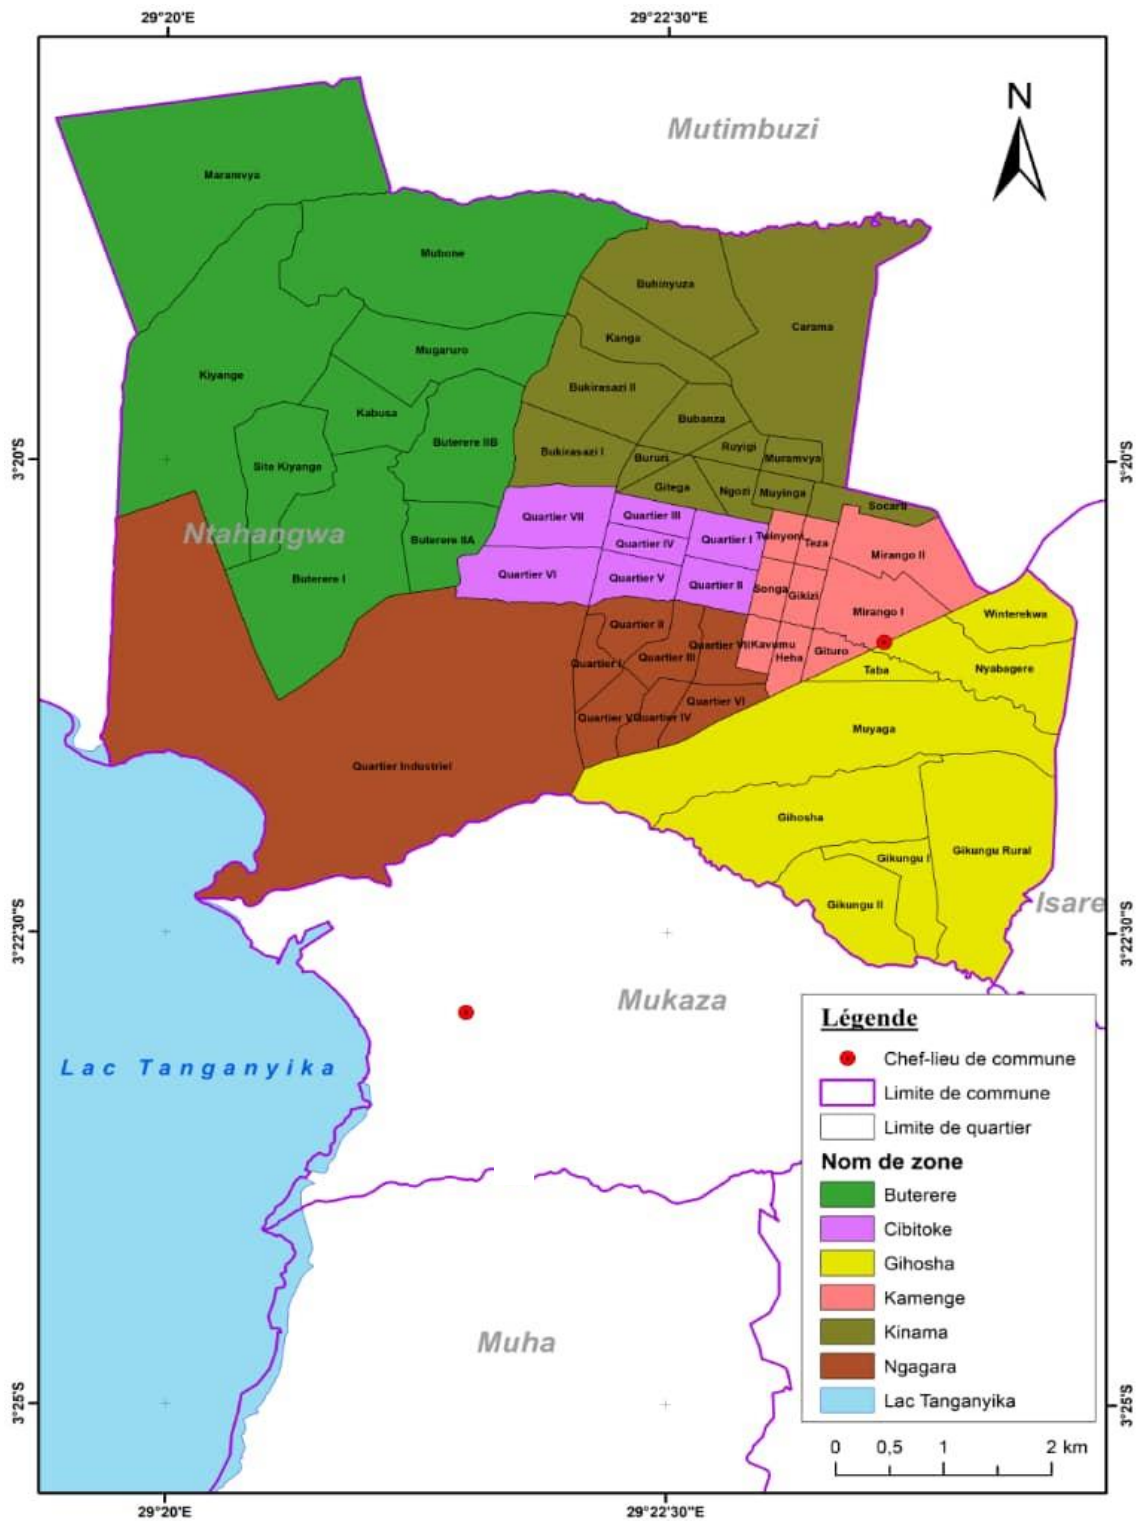 29°20'E
29°22'30"E
N
Mutimbuzi
Maramvya
Mubone
Buhinyuza
Carama
Kanga
Mugaruro
Kiyange
Bukirasazi II
Kabusa
Bubanza
Buterere IIB
Ruyigi
Bukirasazi I
Buruzi
Muramvya
3°20'S
3°20'S
Site Kiyange
Gitega
Ngozi
Muyinga
Socarti
Quartier VII
Quartier III
Ntahangwa
Buterere IIA
Quartier IV
Quartier I
Twinyoni
Teza
Mirango II
Buterere I
Quartier VI
Quartier V
Quartier II
Songa
Gikizi
Mirango I
Winterekwa
Quartier II
Quartier VII
Kavumu
Quartier I
Quartier III
Heha
Gituro
Taba
Nyabagere
Quartier VI
Quartier V
Quartier IV
Muyaga
Quartier Industriel
Gihosha
Gikungu I
Gikungu Rural
Gikungu II
Isare
3°22'30"S
3°22'30"S
Mukaza
Lac Tanganyika
Légende
Chef-lieu de commune
Limite de commune
Limite de quartier
Nom de zone
Buterere
Cibitoke
Gihosha
Kamenge
Kinama
Ngagara
Lac Tanganyika
Muha
3°25'S
3°25'S
0 0,5 1 2 km
29°20'E
29°22'30"E